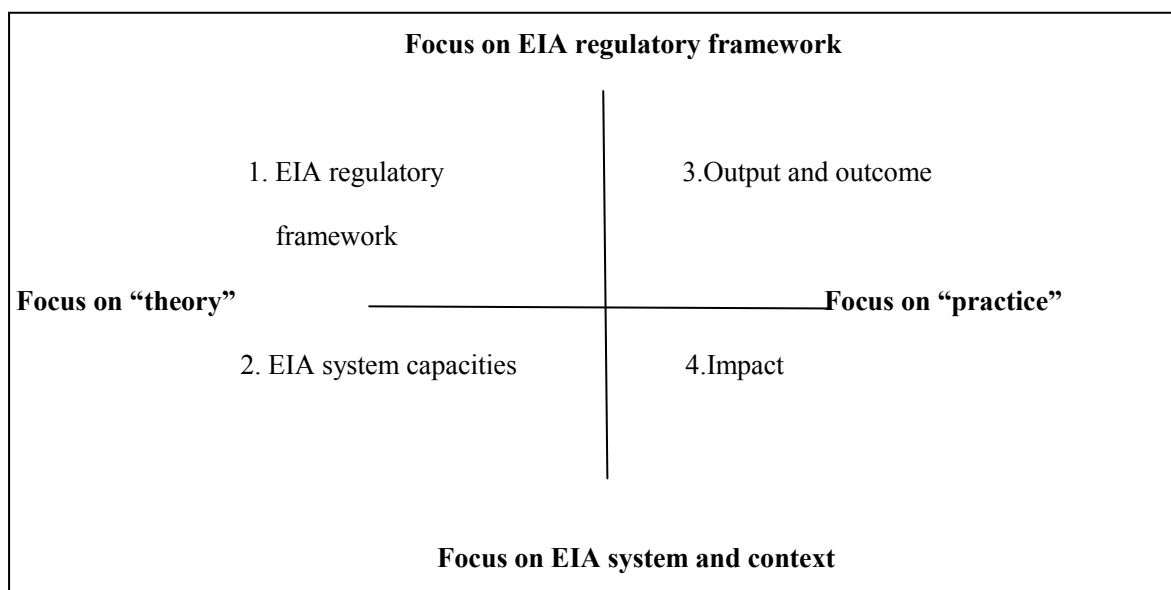 Focus on EIA regulatory framework
1. EIA regulatory
framework
3.Output and outcome
Focus on “theory”
Focus on “practice”
2. EIA system capacities
4.Impact
Focus on EIA system and context